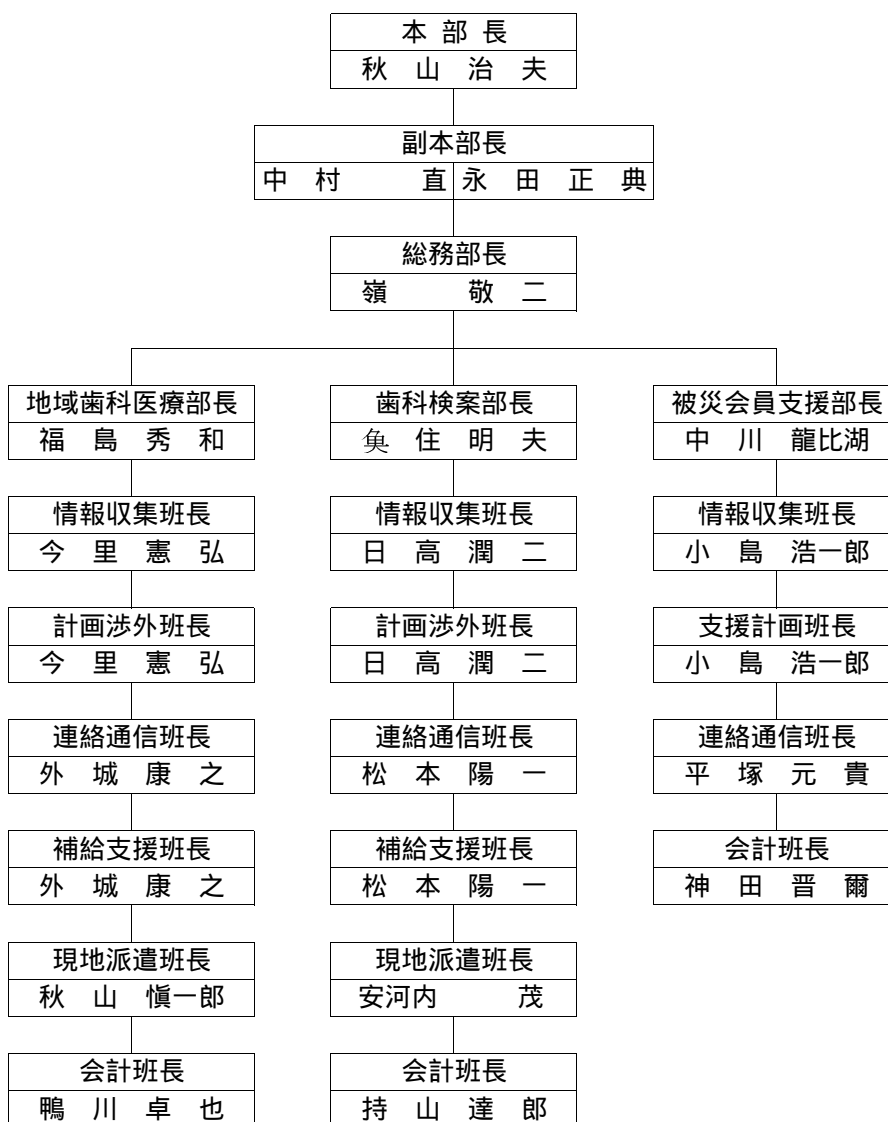 本部長
秋山治夫
副本部長
中村直 永田正典
総務部長
嶺敬二
地域歯科医療部長
福島秀和
情報収集班長
今里憲弘
計画渉外班長
今里憲弘
連絡通信班長
外城康之
補給支援班長
外城康之
現地派遣班長
秋山愼一郎
会計班長
鴨川卓也
歯科検案部長
𩵋住明夫
情報収集班長
日高潤二
計画渉外班長
日高潤二
連絡通信班長
松本陽一
補給支援班長
松本陽一
現地派遣班長
安河内茂
会計班長
持山達郎
被災会員支援部長
中川龍比湖
情報収集班長
小島浩一郎
支援計画班長
小島浩一郎
連絡通信班長
平塚元貴
会計班長
神田晋爾